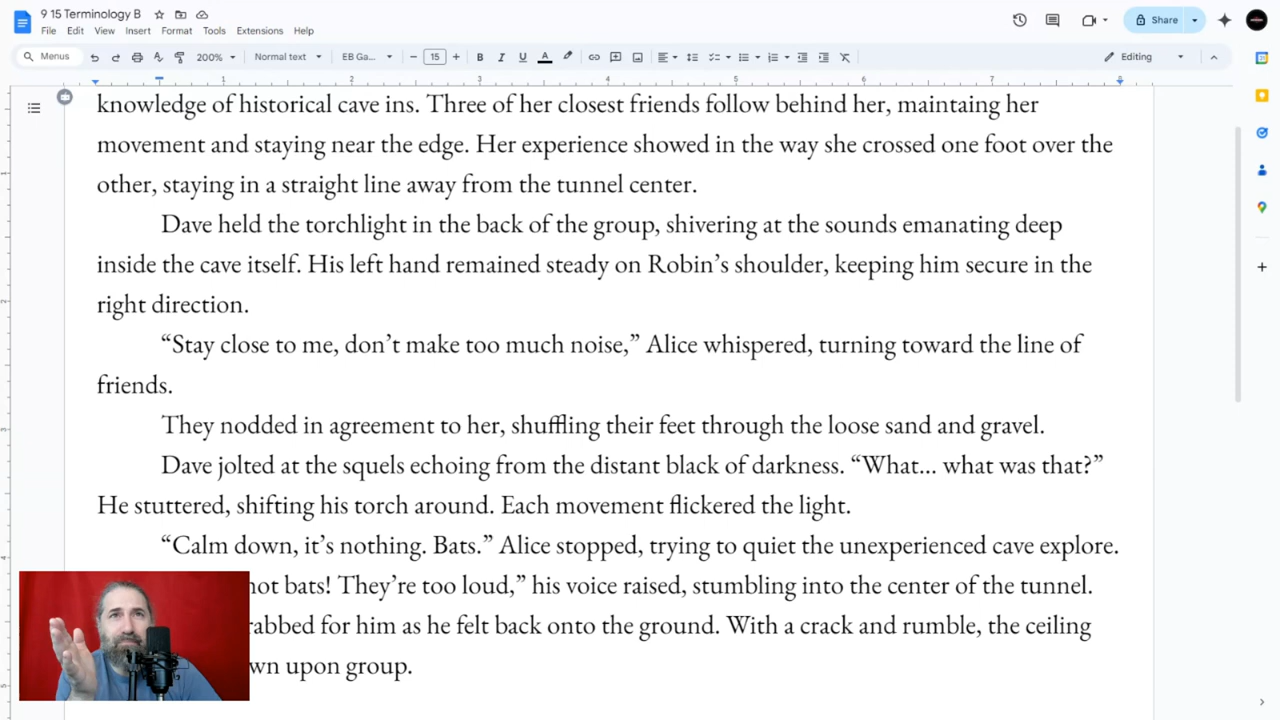 9 15 Terminology B
File Edit View Insert Format Tools Extensions Help
Share
Menus 200% Normal text EB Ga... 15 B I U A Editing
1 2 3 4 5 6 7
knowledge of historical cave ins. Three of her closest friends follow behind her, maintaing her
movement and staying near the edge. Her experience showed in the way she crossed one foot over the
other, staying in a straight line away from the tunnel center.
Dave held the torchlight in the back of the group, shivering at the sounds emanating deep
inside the cave itself. His left hand remained steady on Robin’s shoulder, keeping him secure in the
right direction.
“Stay close to me, don’t make too much noise,” Alice whispered, turning toward the line of
friends.
They nodded in agreement to her, shuffling their feet through the loose sand and gravel.
Dave jolted at the squels echoing from the distant black of darkness. “What... what was that?”
He stuttered, shifting his torch around. Each movement flickered the light.
“Calm down, it’s nothing. Bats.” Alice stopped, trying to quiet the unexperienced cave explore.
not bats! They’re too loud,” his voice raised, stumbling into the center of the tunnel.
rabbed for him as he felt back onto the ground. With a crack and rumble, the ceiling
wn upon group.